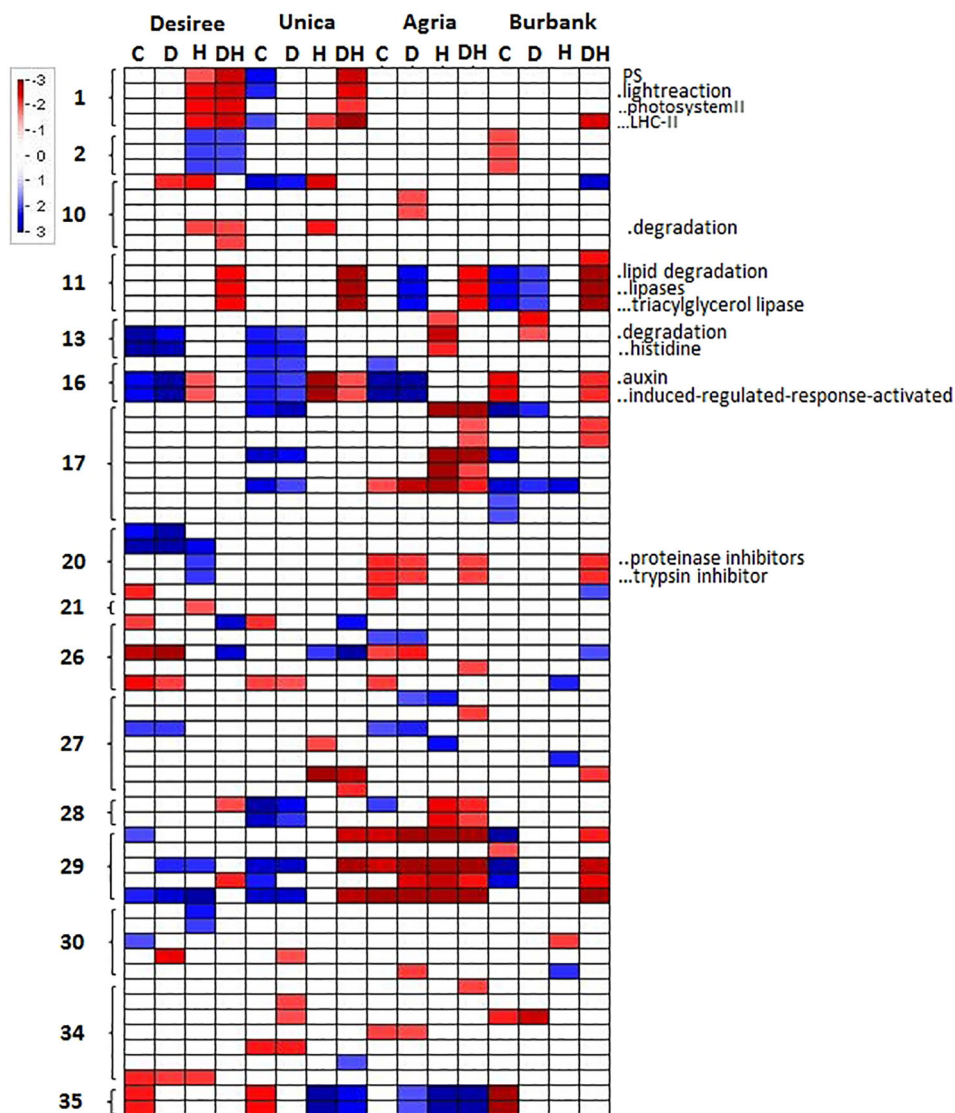 Desiree Unica Agria Burbank
C D H DH C D H DH C D H DH C D H DH
-3
-2
-1
0
1
2
3
1
PS
.lightreaction
..photosystemII
...LHC-II
2
10
.degradation
11
.lipid degradation
..lipases
...triacylglycerol lipase
13
.degradation
..histidine
16
.auxin
..induced-regulated-response-activated
17
20
..proteinase inhibitors
...trypsin inhibitor
21
26
27
28
29
30
34
35